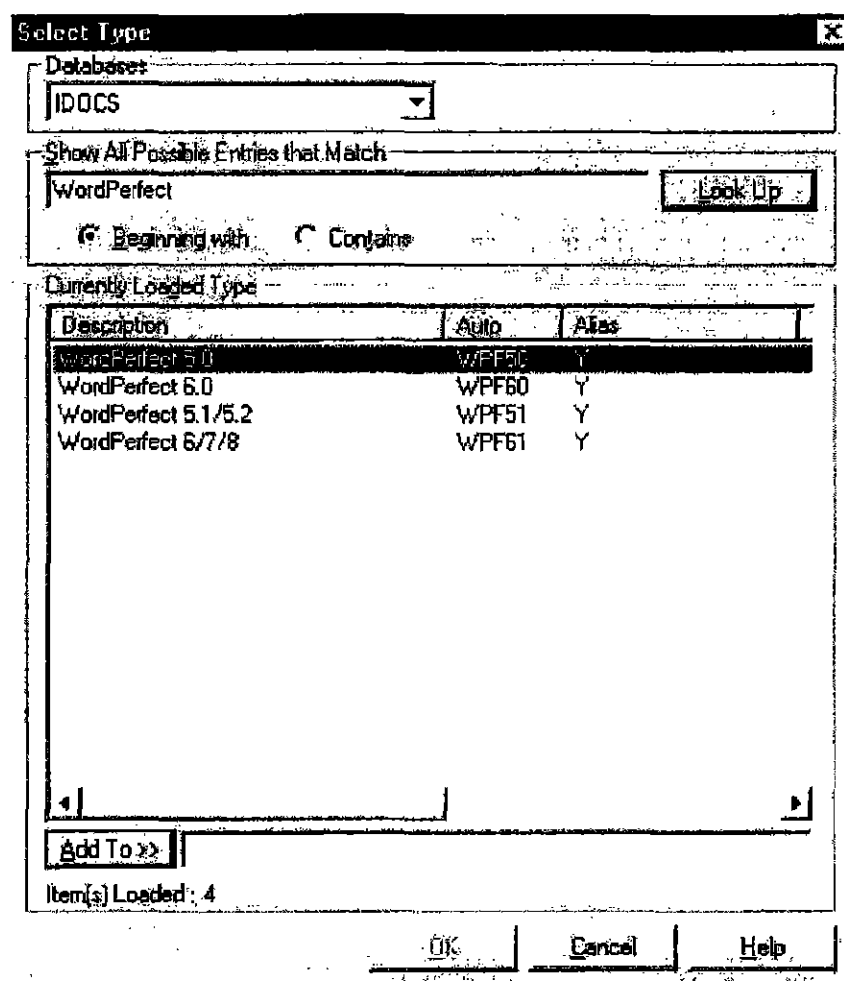 Select Type
Databases
IDOCS
Show All Possible Entries that Match
WordPerfect
Look Up
Beginning with Contains
Currently Loaded Type
Description Auto Alias
WordPerfect 5.0 WPF50 Y
WordPerfect 6.0 WPF60 Y
WordPerfect 5.1/5.2 WPF51 Y
WordPerfect 6/7/8 WPF61 Y
Add To >>
Item(s) Loaded : 4
OK Cancel Help